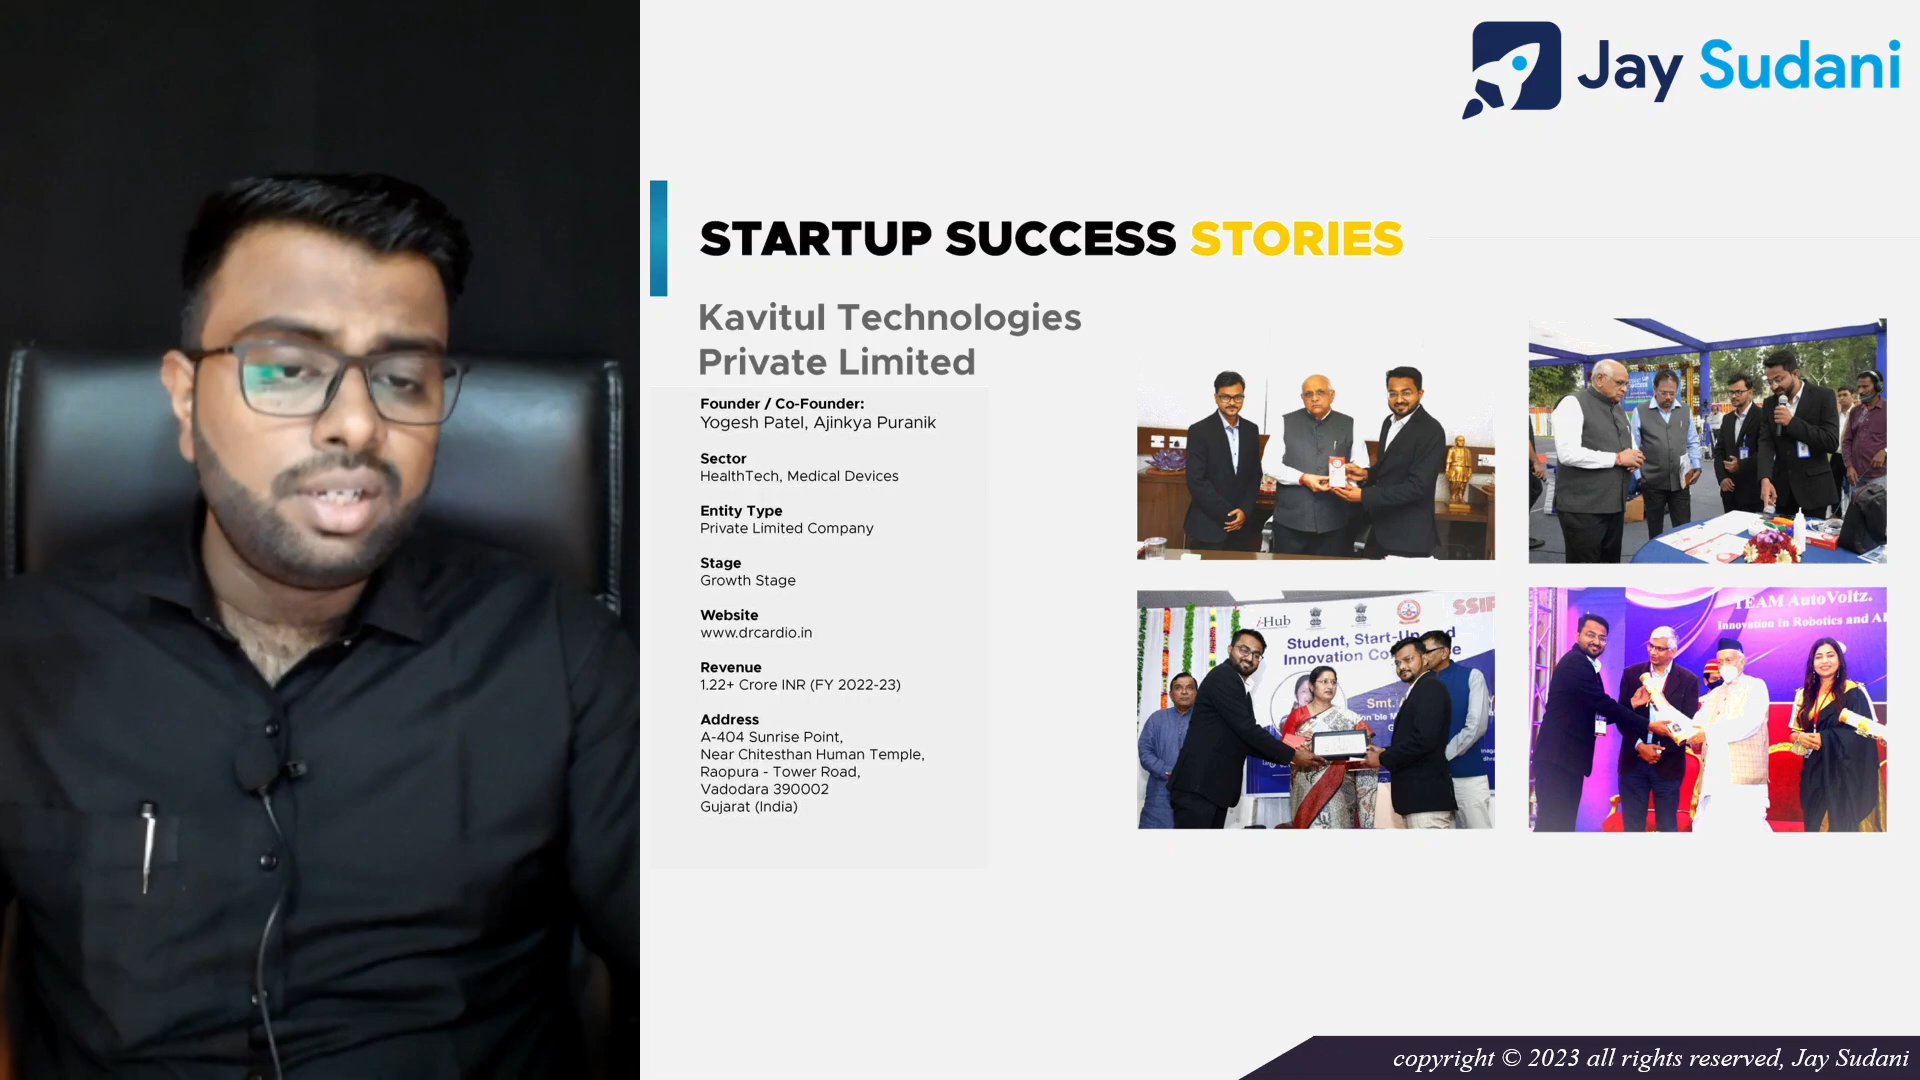 Jay Sudani
STARTUP SUCCESS STORIES
Kavitul Technologies
Private Limited
Founder / Co-Founder:
Yogesh Patel, Ajinkya Puranik
Sector
HealthTech, Medical Devices
Entity Type
Private Limited Company
Stage
Growth Stage
Website
www.drcardio.in
Revenue
1.22+ Crore INR (FY 2022-23)
Address
A-404 Sunrise Point,
Near Chitesthan Human Temple,
Raopura - Tower Road,
Vadodara 390002
Gujarat (India)
i-Hub
SSIP
Student, Start-Up and
Innovation Co
Smt.
TEAM AutoVoltz.
Innovation In Robotics and AI
copyright © 2023 all rights reserved, Jay Sudani